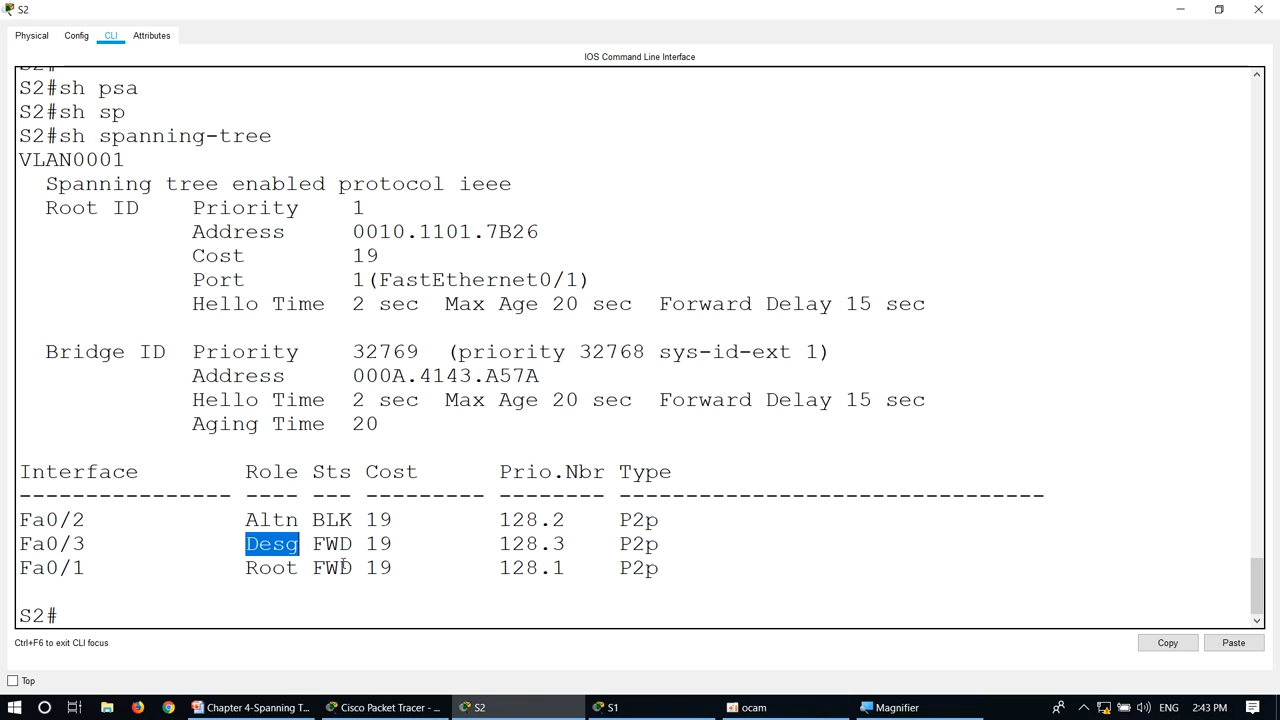 S2
Physical Config CLI Attributes
IOS Command Line Interface
S2#
S2#sh psa
S2#sh sp
S2#sh spanning-tree
VLAN0001
Spanning tree enabled protocol ieee
Root ID Priority 1
Address 0010.1101.7B26
Cost 19
Port 1(FastEthernet0/1)
Hello Time 2 sec Max Age 20 sec Forward Delay 15 sec
Bridge ID Priority 32769 (priority 32768 sys-id-ext 1)
Address 000A.4143.A57A
Hello Time 2 sec Max Age 20 sec Forward Delay 15 sec
Aging Time 20
Interface Role Sts Cost Prio.Nbr Type
---------------- ---- --- --------- -------- --------------------------------
Fa0/2 Altn BLK 19 128.2 P2p
Fa0/3 Desg FWD 19 128.3 P2p
Fa0/1 Root FWD 19 128.1 P2p
S2#
Ctrl+F6 to exit CLI focus
Copy Paste
Top
Chapter 4-Spanning T... Cisco Packet Tracer - ... S2 S1 ocam Magnifier ENG 2:43 PM